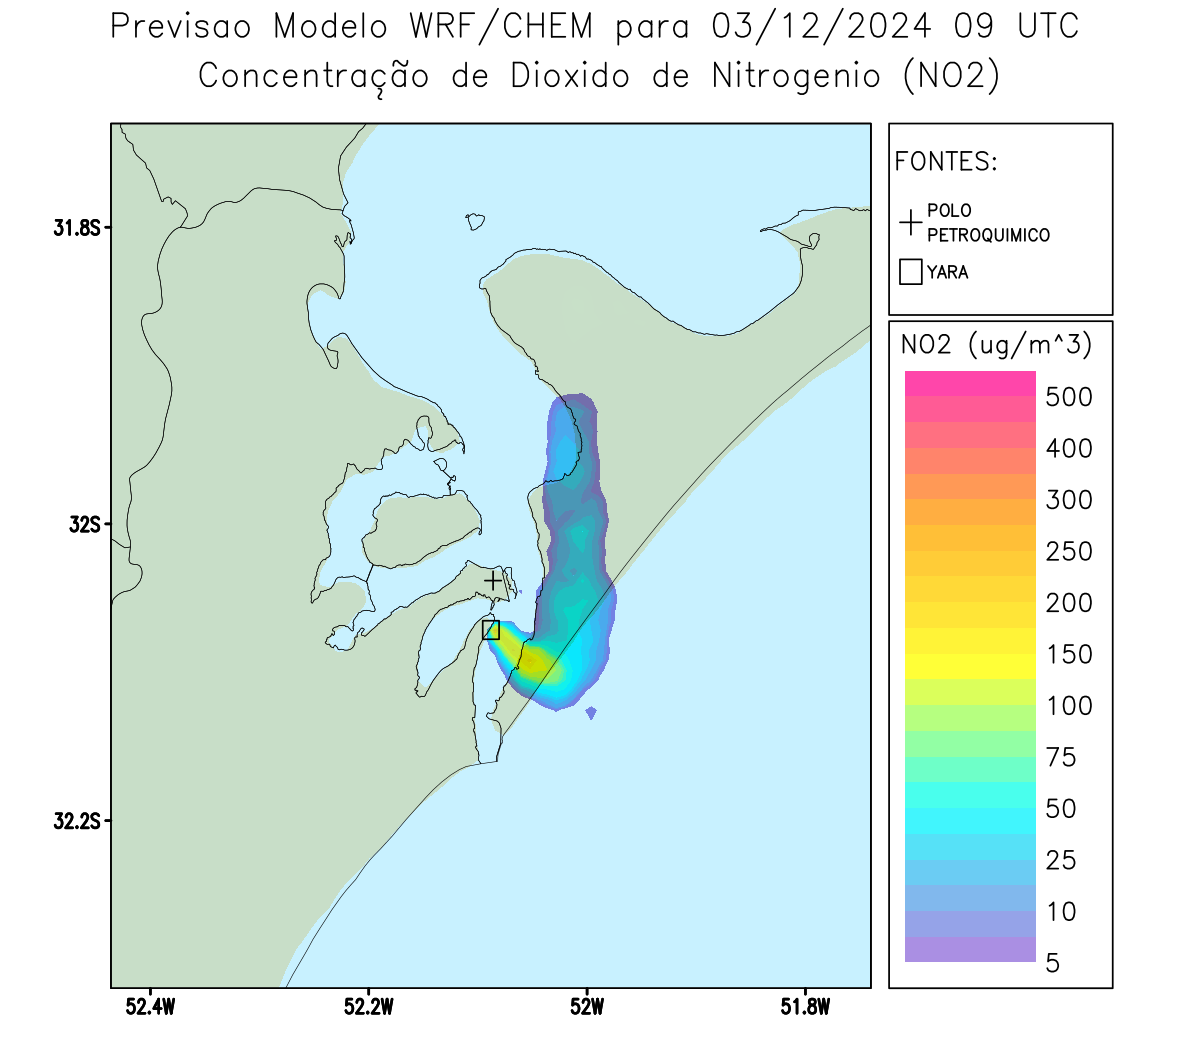 Previsao Modelo WRF/CHEM para 03/12/2024 09 UTC
Concentração de Dioxido de Nitrogenio (NO2)
FONTES:
POLO
PETROQUIMICO
YARA
NO2 (ug/m^3)
500
400
300
250
200
150
100
75
50
25
10
5
31.8S
32S
32.2S
52.4W
52.2W
52W
51.8W